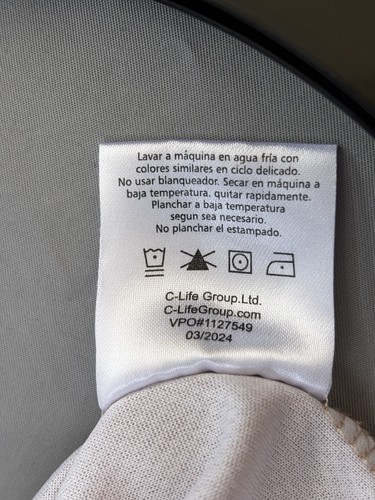 Lavar a máquina en agua fría con
colores similares en ciclo delicado.
No usar blanqueador. Secar en máquina a
baja temperatura. quitar rapidamente.
Planchar a baja temperatura
segun sea necesario.
No planchar el estampado.
C-Life Group.Ltd.
C-LifeGroup.com
VPO#1127549
03/2024